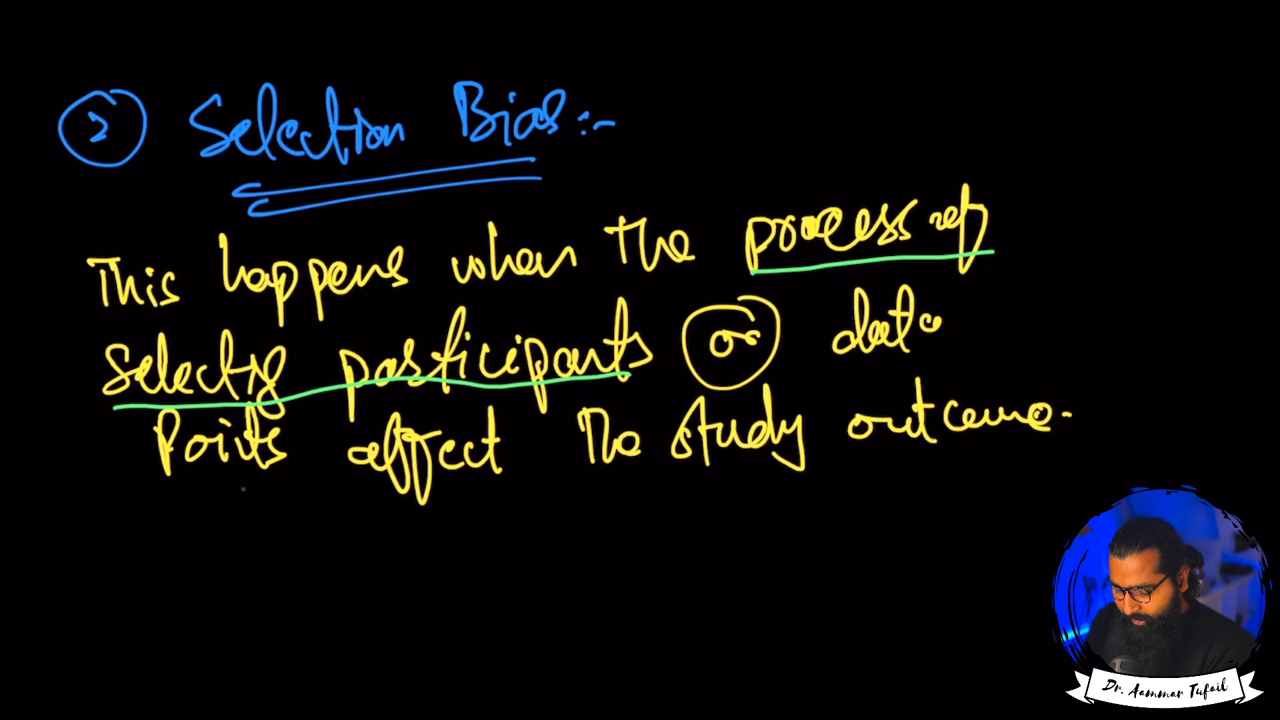 2 Selection Bias:-
This happens when the process of
selecting participants or data
Points affect the study outcome.
Dr. Aammar Tufail